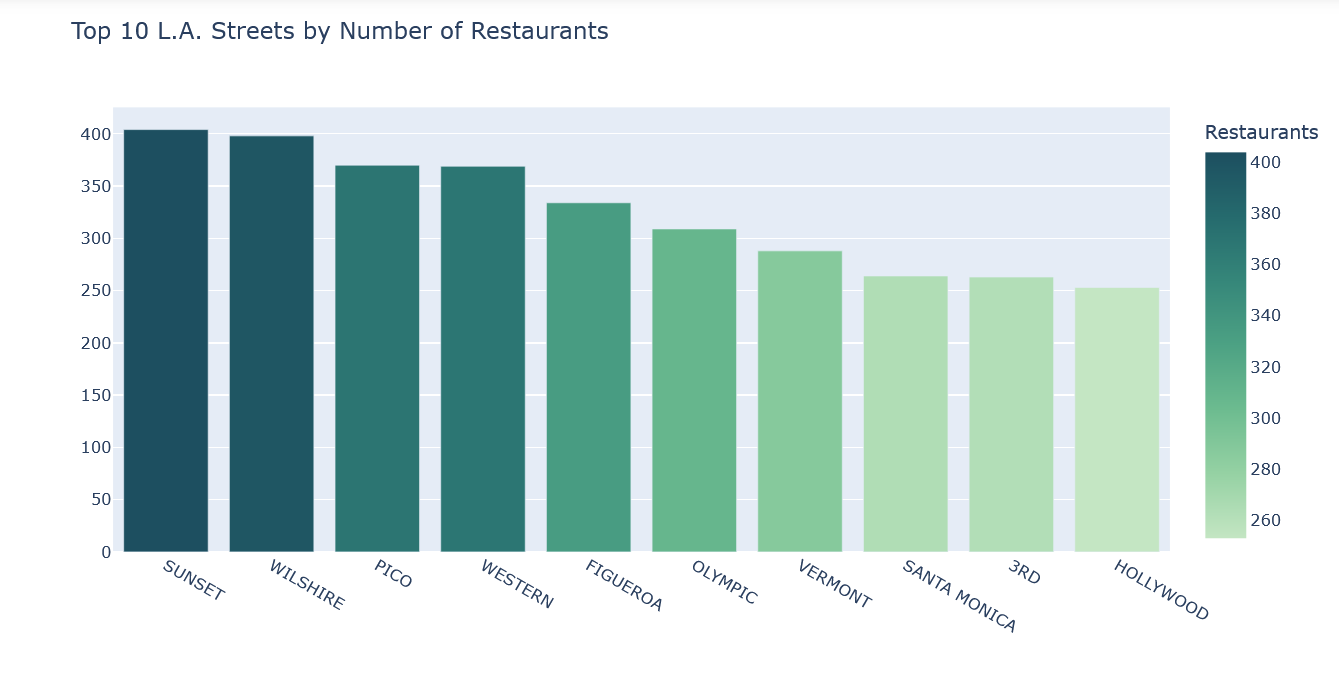 Top 10 L.A. Streets by Number of Restaurants
400
350
300
250
200
150
100
50
0
SUNSET
WILSHIRE
PICO
WESTERN
FIGUEROA
OLYMPIC
VERMONT
SANTA MONICA
3RD
HOLLYWOOD
Restaurants
400
380
360
340
320
300
280
260